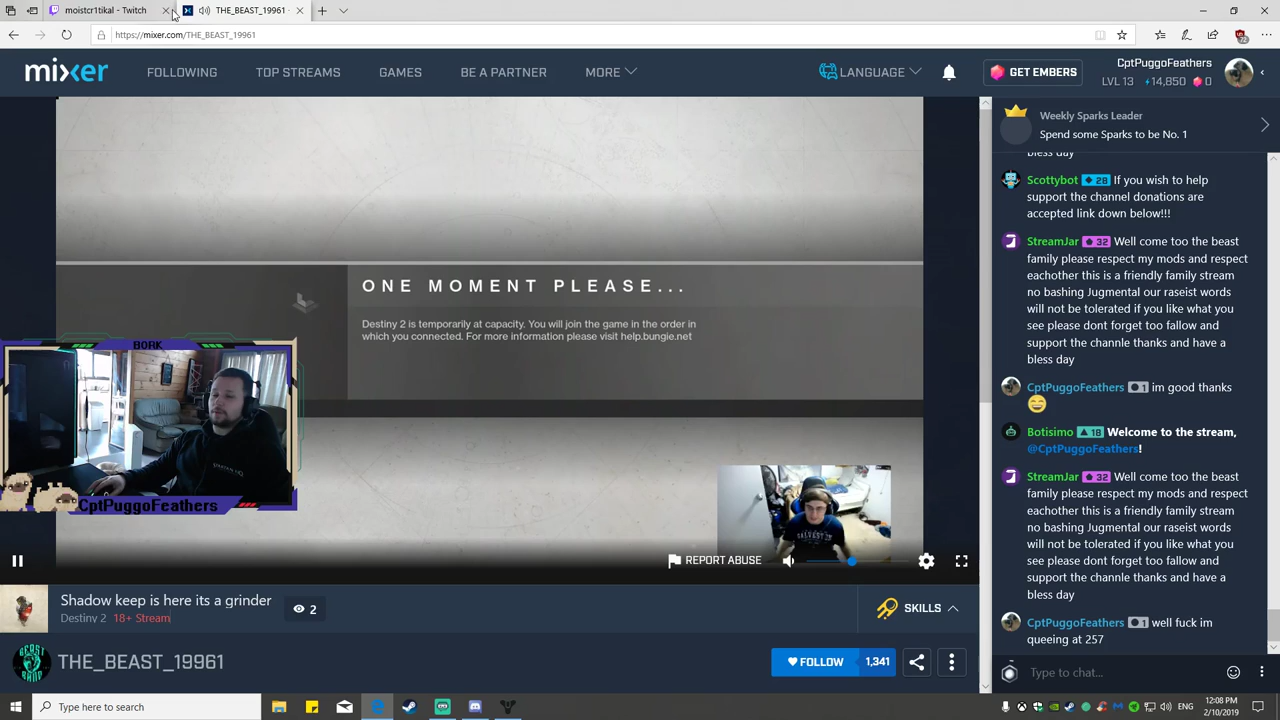 moistcr1tikal - Twitch
THE_BEAST_19961
https://mixer.com/THE_BEAST_19961
mixer
FOLLOWING
TOP STREAMS
GAMES
BE A PARTNER
MORE
LANGUAGE
GET EMBERS
CptPuggoFeathers
LVL 13
14,850
0
Weekly Sparks Leader
Spend some Sparks to be No. 1
bless day
Scottybot 28 If you wish to help
support the channel donations are
accepted link down below!!!
StreamJar 32 Well come too the beast
family please respect my mods and respect
eachother this is a friendly family stream
no bashing Jugmental our raseist words
will not be tolerated if you like what you
see please dont forget too fallow and
support the channle thanks and have a
bless day
CptPuggoFeathers 1 im good thanks
Botisimo 18 Welcome to the stream,
@CptPuggoFeathers!
StreamJar 32 Well come too the beast
family please respect my mods and respect
eachother this is a friendly family stream
no bashing Jugmental our raseist words
will not be tolerated if you like what you
see please dont forget too fallow and
support the channle thanks and have a
bless day
CptPuggoFeathers 1 well fuck im
queeing at 257
Type to chat...
ONE MOMENT PLEASE...
Destiny 2 is temporarily at capacity. You will join the game in the order in
which you connected. For more information please visit help.bungie.net
BORK
CptPuggoFeathers
REPORT ABUSE
Shadow keep is here its a grinder
Destiny 2 18+ Stream
2
SKILLS
THE_BEAST_19961
FOLLOW 1,341
Type here to search
ENG
12:08 PM
2/10/2019